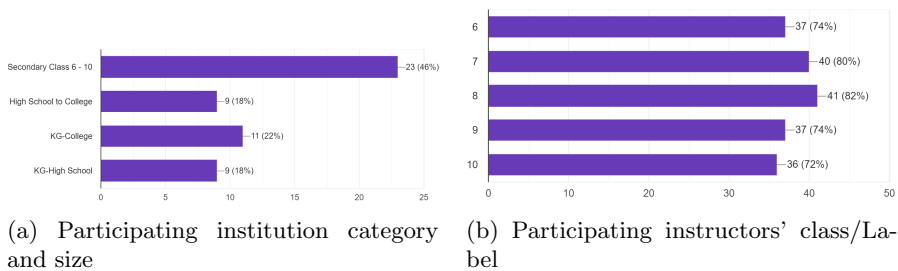 Secondary Class 6 - 10
23 (46%)
High School to College
9 (18%)
KG-College
11 (22%)
KG-High School
9 (18%)
0 5 10 15 20 25
(a) Participating institution category
and size
6
37 (74%)
7
40 (80%)
8
41 (82%)
9
37 (74%)
10
36 (72%)
0 10 20 30 40 50
(b) Participating instructors' class/La-
bel